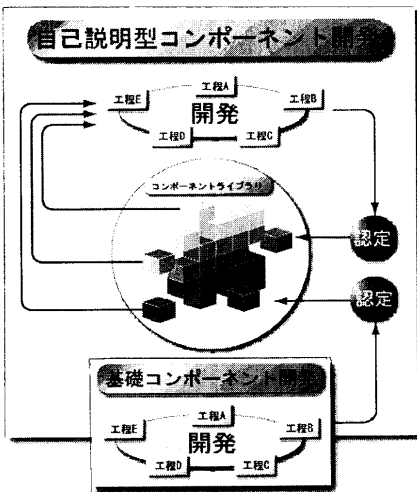 自己説明型コンポーネント開発
工程A
工程E
工程B
開発
工程D
工程C
コンポーネントライブラリ
認定
認定
基礎コンポーネント開発
工程A
工程E
工程B
開発
工程D
工程C